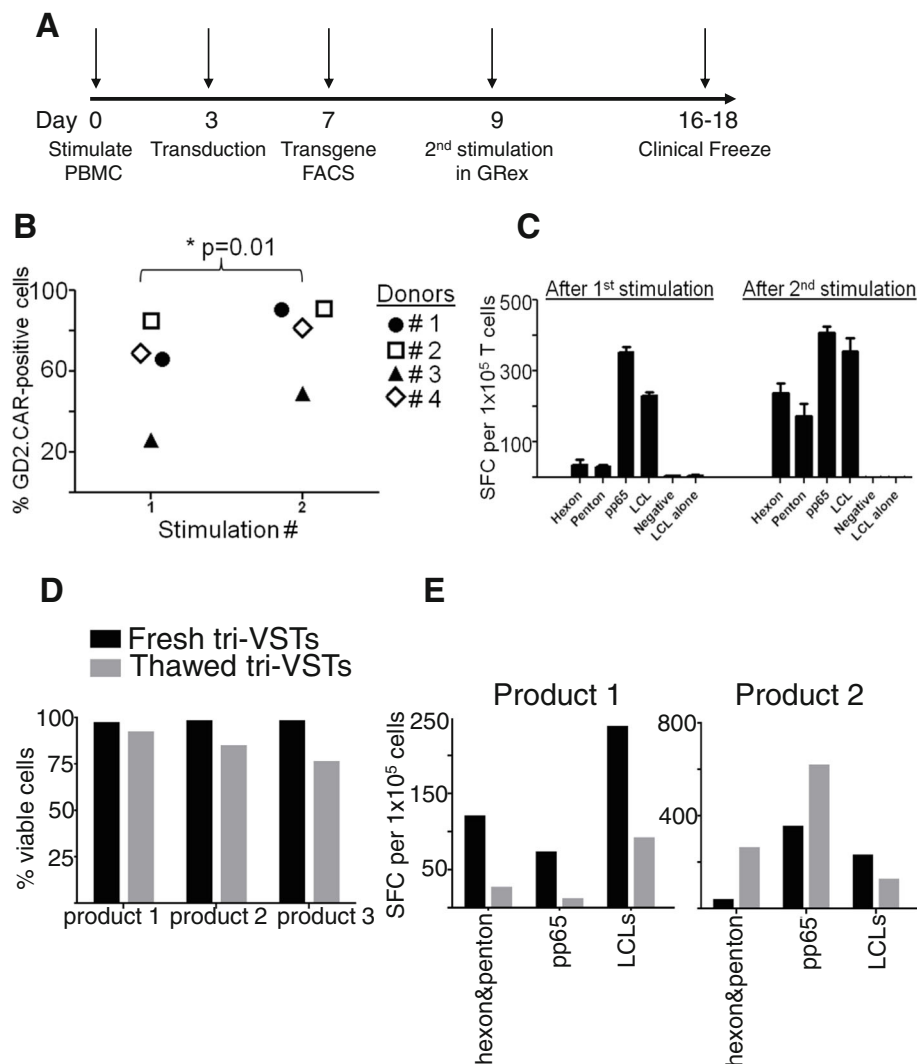 A
Day 0 3 7 9 16-18
Stimulate PBMC
Transduction
Transgene FACS
2nd stimulation in GRex
Clinical Freeze
B
* p=0.01
% GD2.CAR-positive cells
100
60
20
1 2
Stimulation #
Donors
# 1
# 2
# 3
# 4
C
After 1st stimulation After 2nd stimulation
SFC per 1x10⁵ T cells
500
300
100
Hexon Penton pp65 LCL Negative LCL alone
Hexon Penton pp65 LCL Negative LCL alone
D
Fresh tri-VSTs
Thawed tri-VSTs
% viable cells
100
75
50
25
product 1 product 2 product 3
E
Product 1
SFC per 1x10⁵ cells
250
150
50
hexon&penton pp65 LCLs
Product 2
800
400
hexon&penton pp65 LCLs